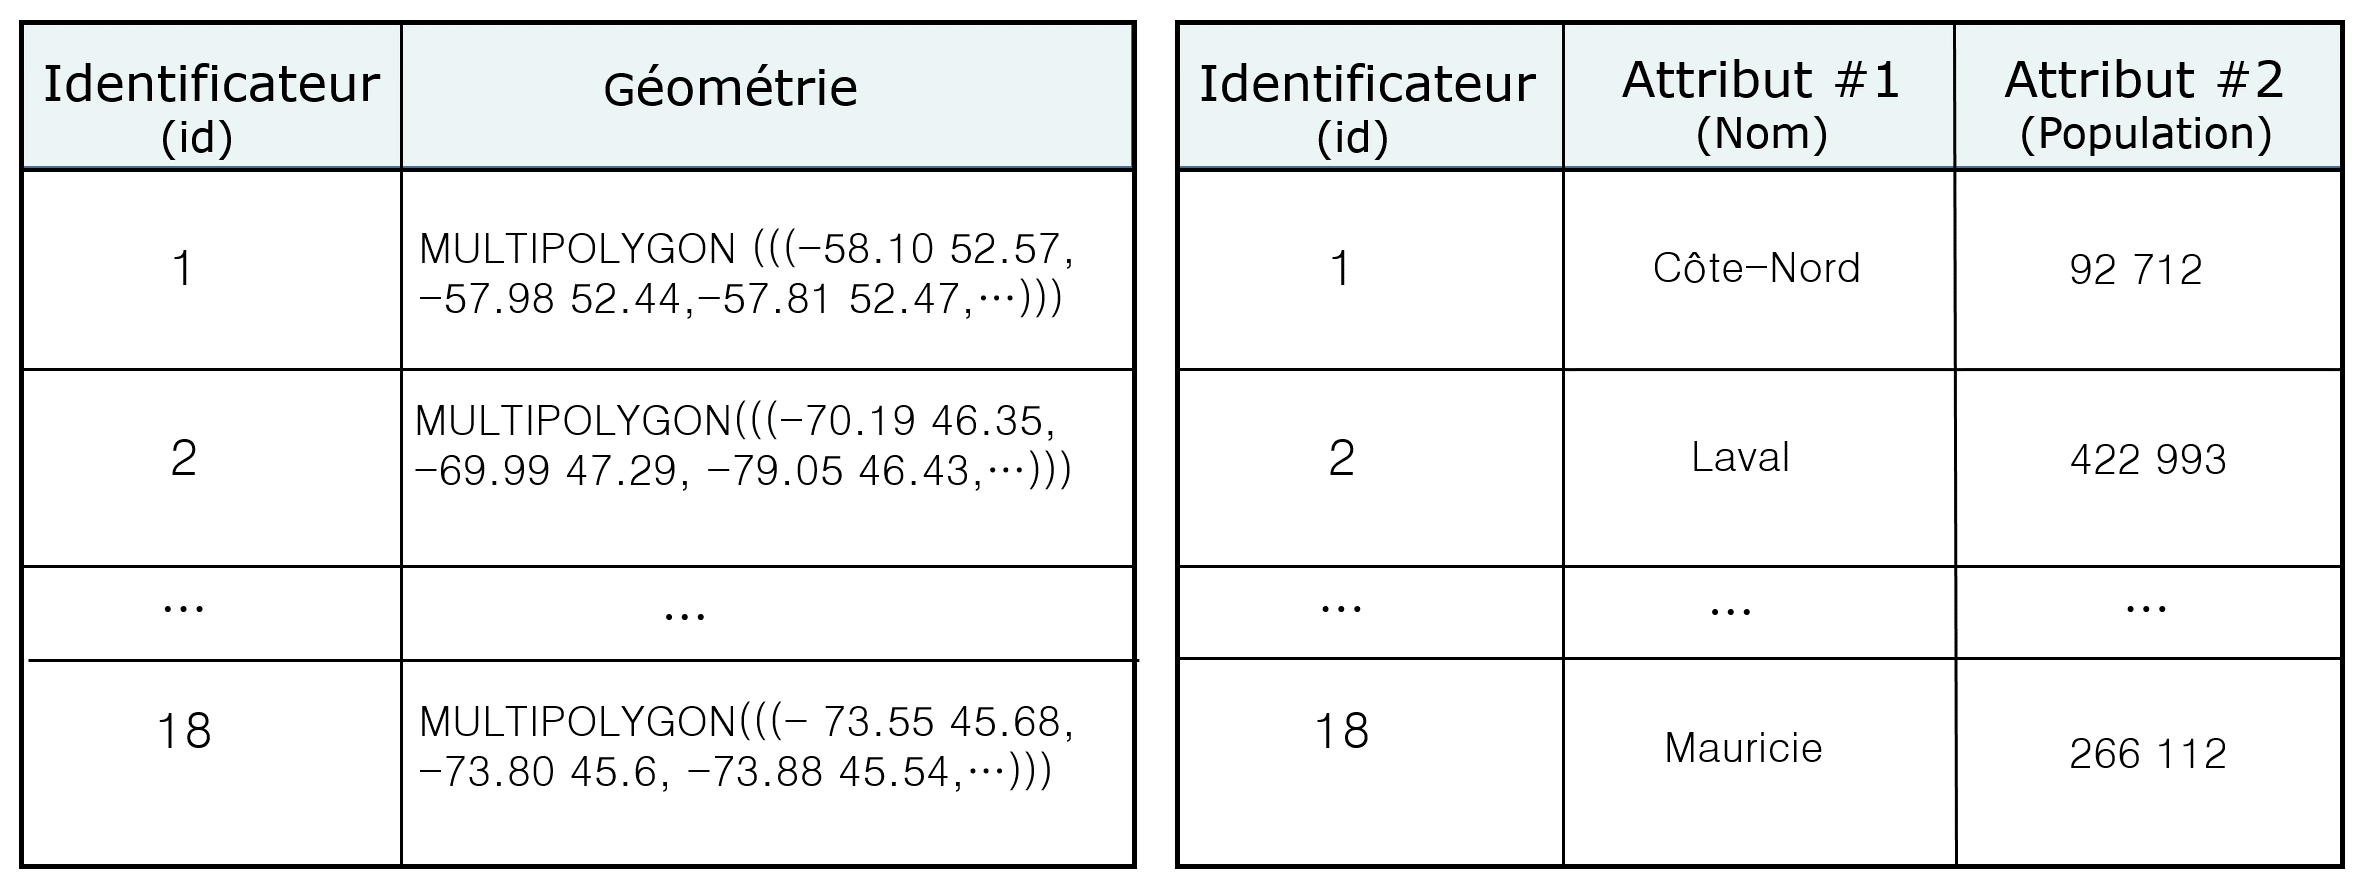 Identificateur
(id)
Géométrie
1
MULTIPOLYGON (((-58.10 52.57,
-57.98 52.44,-57.81 52.47,…)))
2
MULTIPOLYGON(((-70.19 46.35,
-69.99 47.29, -79.05 46.43,…)))
…
…
18
MULTIPOLYGON(((- 73.55 45.68,
-73.80 45.6, -73.88 45.54,…)))
Identificateur
(id)
Attribut #1
(Nom)
Attribut #2
(Population)
1
Côte-Nord
92 712
2
Laval
422 993
…
…
…
18
Mauricie
266 112